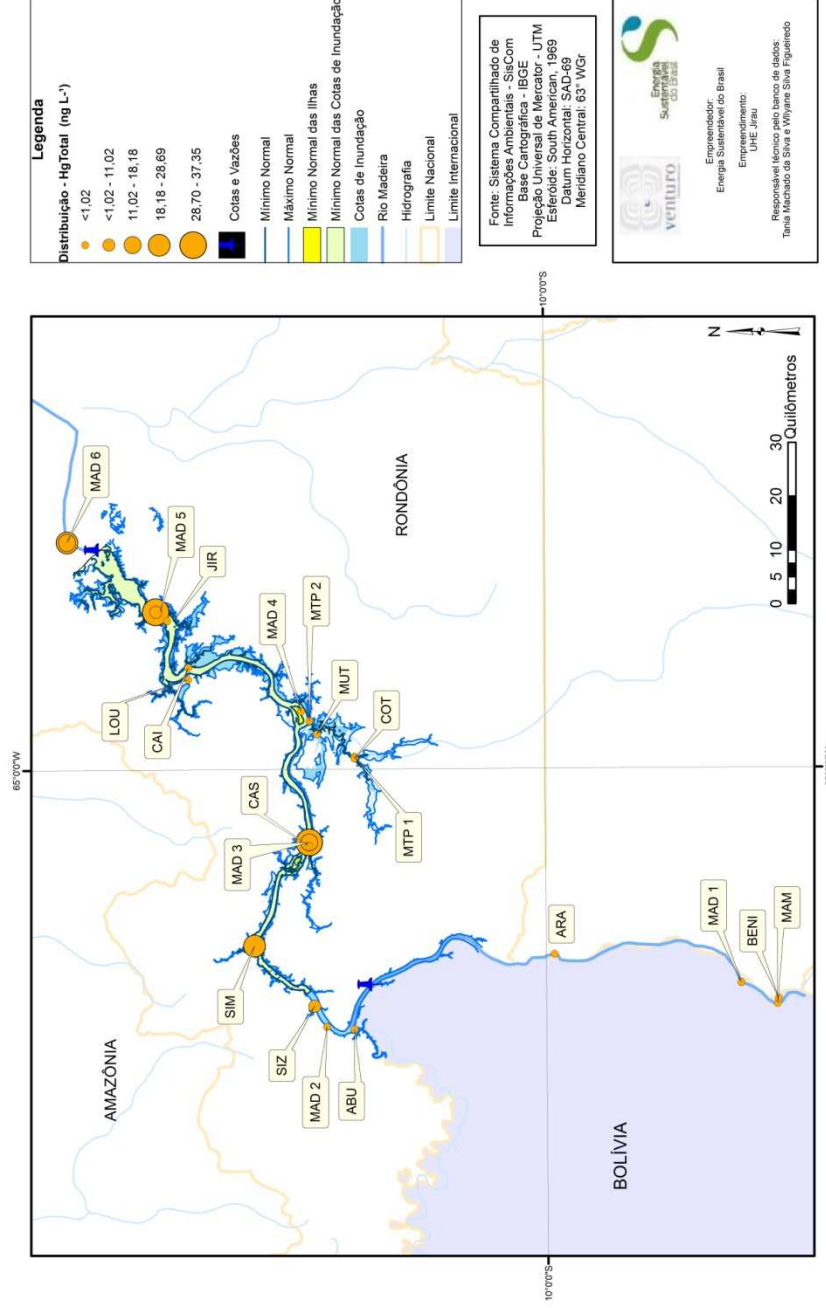 65°0'0"W
AMAZÔNIA
RONDÔNIA
BOLÍVIA
MAD 6
MAD 5
JIR
LOU
CAI
MAD 4
MTP 2
MUT
COT
MTP 1
CAS
MAD 3
SIM
SIZ
MAD 2
ABU
ARA
MAD 1
BENI
MAM
10°0'0"S
10°0'0"S
N
0 5 10 20 30
Quilômetros
Legenda
Distribuição - HgTotal (ng L-¹)
<1,02
<1,02 - 11,02
11,02 - 18,18
18,18 - 28,69
28,70 - 37,35
Cotas e Vazões
Mínimo Normal
Máximo Normal
Mínimo Normal das Ilhas
Mínimo Normal das Cotas de Inundação
Cotas de Inundação
Rio Madeira
Hidrografia
Limite Nacional
Limite Internacional
Fonte: Sistema Compartilhado de
Informações Ambientais - SisCom
Base Cartográfica - IBGE
Projeção Universal de Mercator - UTM
Esferóide: South American, 1969
Datum Horizontal: SAD-69
Meridiano Central: 63° WGr
venturo
Energia
Sustentável
do Brasil
Empreendedor:
Energia Sustentável do Brasil
Empreendimento:
UHE Jirau
Responsável técnico pelo banco de dados:
Tania Machado da Silva e Wllyane Silva Figueiredo